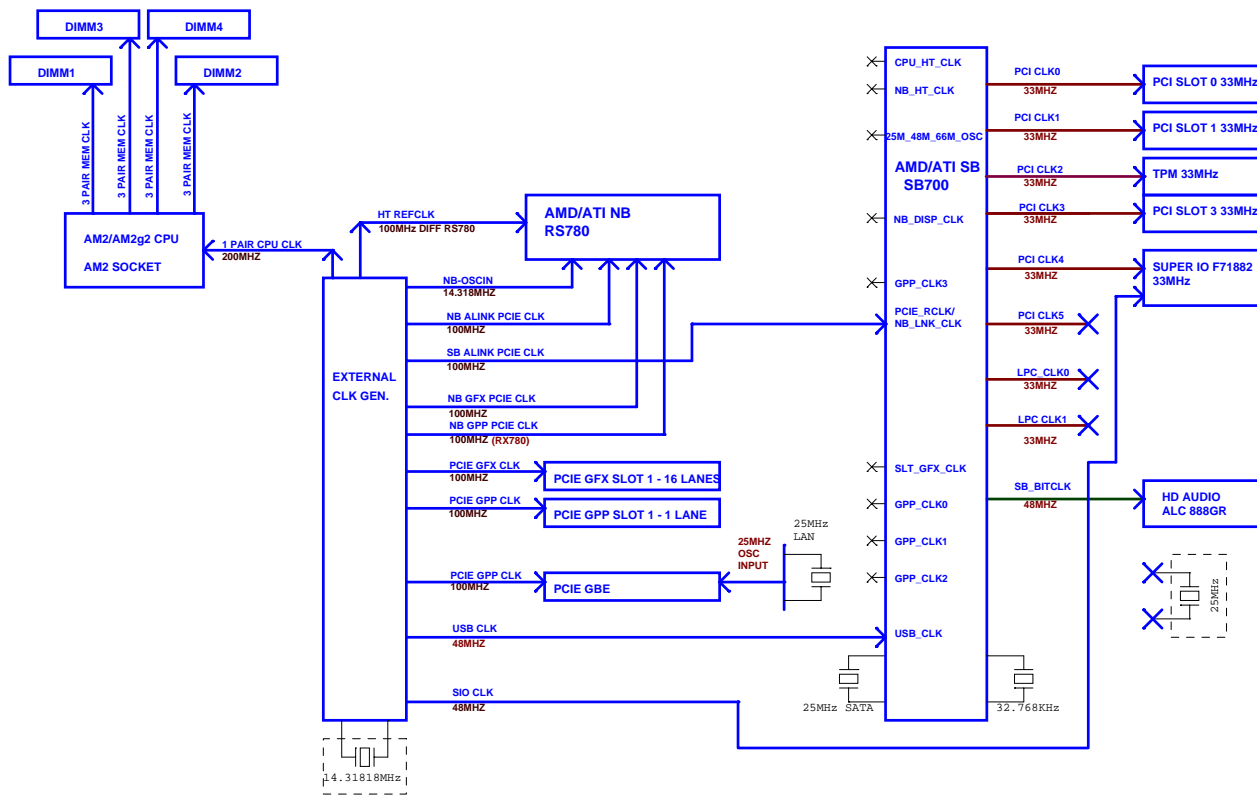 DIMM3
DIMM4
DIMM1
DIMM2
3 PAIR MEM CLK
3 PAIR MEM CLK
3 PAIR MEM CLK
3 PAIR MEM CLK
AM2/AM2g2 CPU
AM2 SOCKET
1 PAIR CPU CLK
200MHZ
HT REFCLK
100MHz DIFF RS780
AMD/ATI NB
RS780
EXTERNAL
CLK GEN.
NB-OSCIN
14.318MHZ
NB ALINK PCIE CLK
100MHZ
SB ALINK PCIE CLK
100MHZ
NB GFX PCIE CLK
100MHZ
NB GPP PCIE CLK
100MHZ (RX780)
PCIE GFX CLK
100MHZ
PCIE GFX SLOT 1 - 16 LANES
PCIE GPP CLK
100MHZ
PCIE GPP SLOT 1 - 1 LANE
PCIE GPP CLK
100MHZ
PCIE GBE
25MHZ
OSC
INPUT
25MHz
LAN
USB CLK
48MHZ
SIO CLK
48MHZ
14.31818MHz
CPU_HT_CLK
NB_HT_CLK
25M_48M_66M_OSC
AMD/ATI SB
SB700
NB_DISP_CLK
GPP_CLK3
PCIE_RCLK/
NB_LNK_CLK
SLT_GFX_CLK
GPP_CLK0
GPP_CLK1
GPP_CLK2
USB_CLK
25MHz SATA
32.768KHz
PCI CLK0
33MHZ
PCI SLOT 0 33MHz
PCI CLK1
33MHZ
PCI SLOT 1 33MHz
PCI CLK2
33MHZ
TPM 33MHz
PCI CLK3
33MHZ
PCI SLOT 3 33MHz
PCI CLK4
33MHZ
SUPER IO F71882
33MHz
PCI CLK5
33MHZ
LPC_CLK0
33MHZ
LPC CLK1
33MHZ
SB_BITCLK
48MHZ
HD AUDIO
ALC 888GR
25MHz